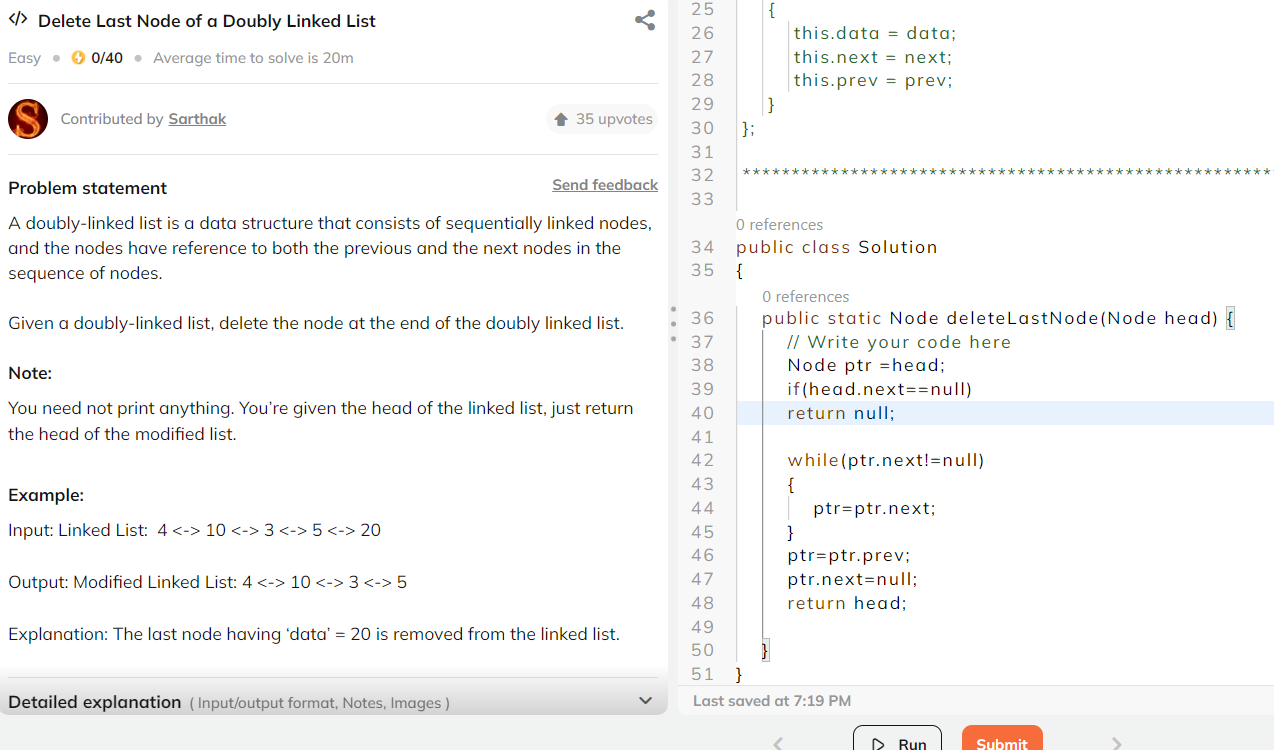 </> Delete Last Node of a Doubly Linked List
Easy • 0/40 • Average time to solve is 20m
Contributed by Sarthak
35 upvotes
Problem statement
Send feedback
A doubly-linked list is a data structure that consists of sequentially linked nodes,
and the nodes have reference to both the previous and the next nodes in the
sequence of nodes.
Given a doubly-linked list, delete the node at the end of the doubly linked list.
Note:
You need not print anything. You’re given the head of the linked list, just return
the head of the modified list.
Example:
Input: Linked List: 4 <-> 10 <-> 3 <-> 5 <-> 20
Output: Modified Linked List: 4 <-> 10 <-> 3 <-> 5
Explanation: The last node having ‘data’ = 20 is removed from the linked list.
Detailed explanation ( Input/output format, Notes, Images )
25 {
26 this.data = data;
27 this.next = next;
28 this.prev = prev;
29 }
30 };
31
32 *****************************************************
33
0 references
34 public class Solution
35 {
0 references
36 public static Node deleteLastNode(Node head) {
37 // Write your code here
38 Node ptr =head;
39 if(head.next==null)
40 return null;
41
42 while(ptr.next!=null)
43 {
44 ptr=ptr.next;
45 }
46 ptr=ptr.prev;
47 ptr.next=null;
48 return head;
49
50 }
51 }
Last saved at 7:19 PM
Run
Submit